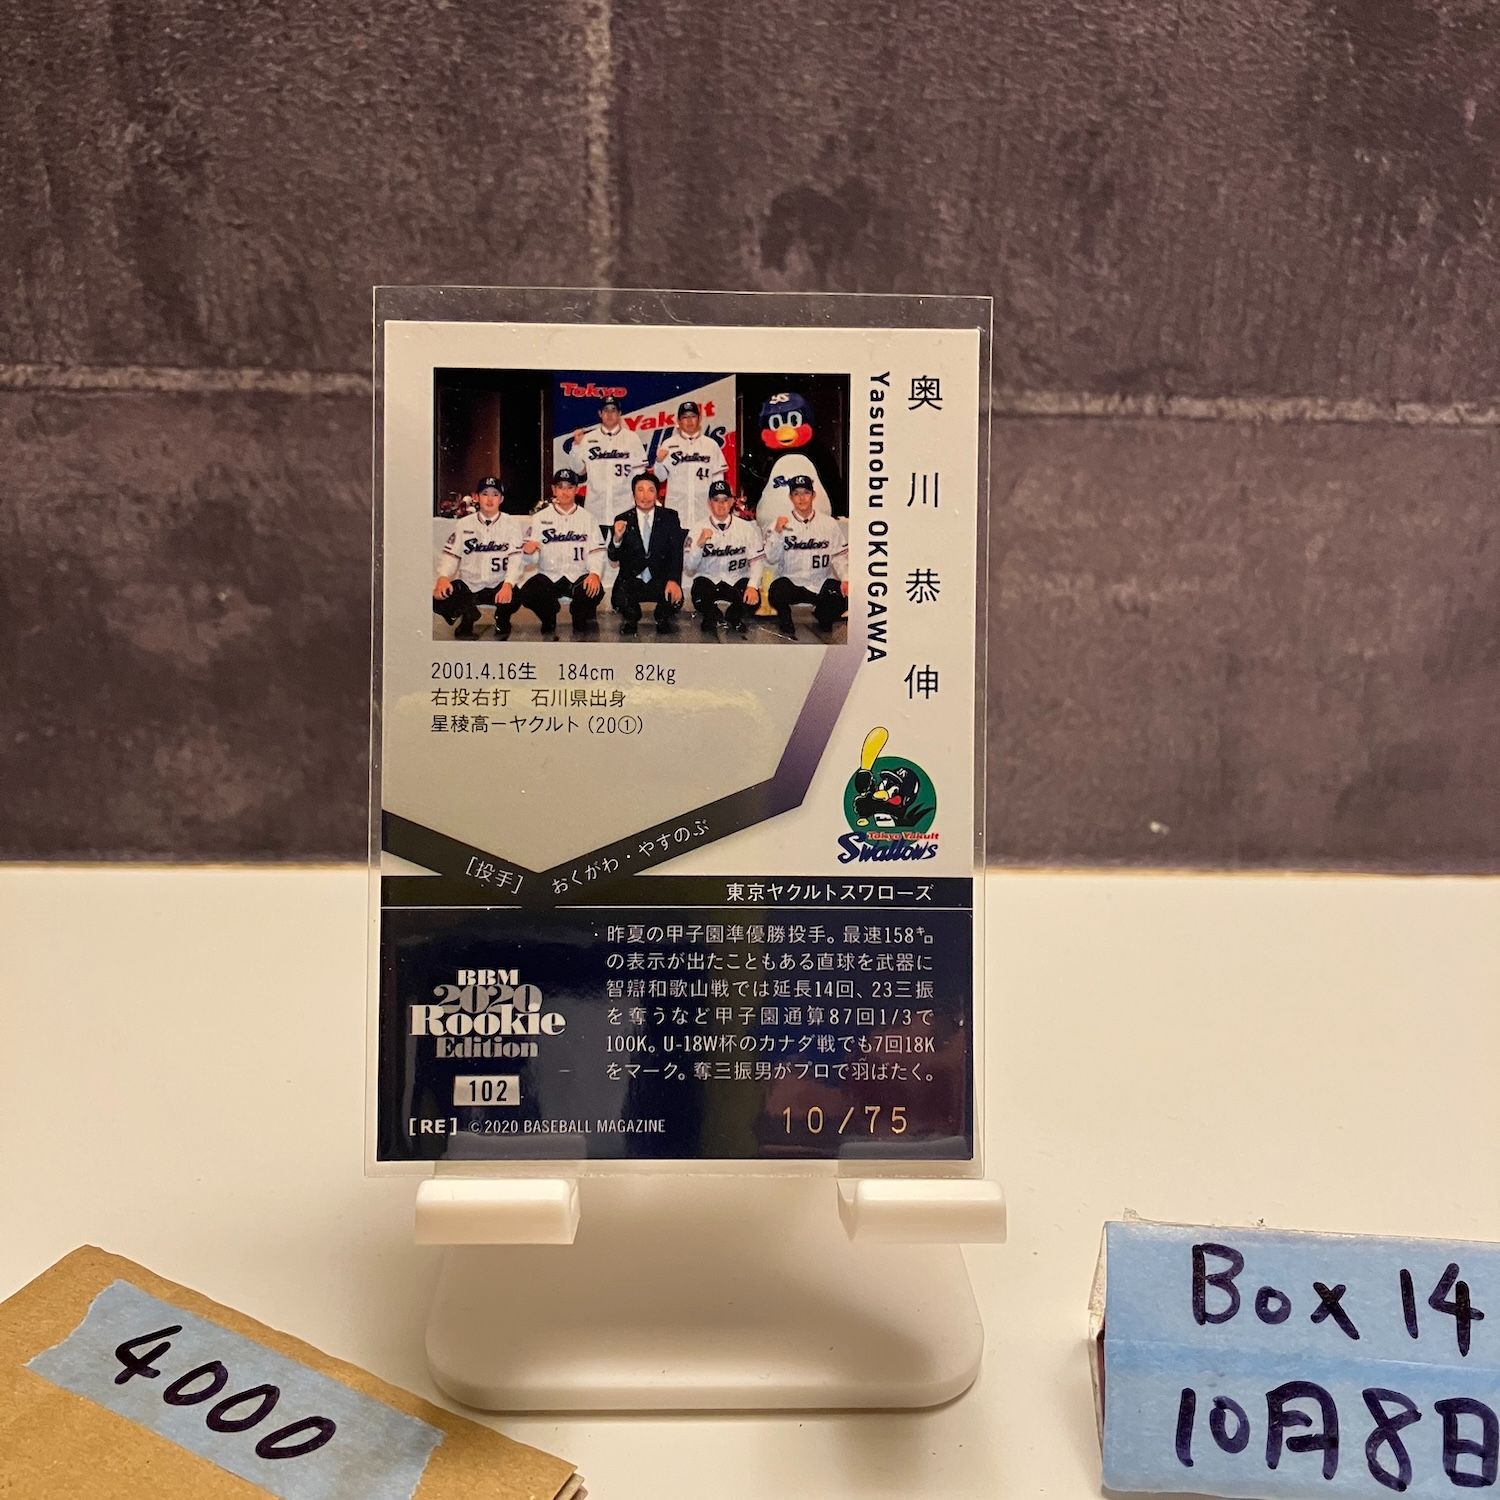 奥川恭伸
Yasunobu OKUGAWA
Tokyo
Yakult
Swallows
Swallows
35
Swallows
41
Swallows
56
Swallows
11
Swallows
28
Swallows
60
2001.4.16生 184cm 82kg
右投右打 石川県出身
星稜高ーヤクルト（20①）
Tokyo Yakult
Swallows
[投手] おくがわ・やすのぶ
東京ヤクルトスワローズ
昨夏の甲子園準優勝投手。最速158㌔
の表示が出たこともある直球を武器に
智辯和歌山戦では延長14回、23三振
を奪うなど甲子園通算87回1/3で
100K。U-18W杯のカナダ戦でも7回18K
をマーク。奪三振男がプロで羽ばたく。
BBM
2020
Rookie
Edition
102
[RE] © 2020 BASEBALL MAGAZINE
10/75
4000
Box 14
10月8日